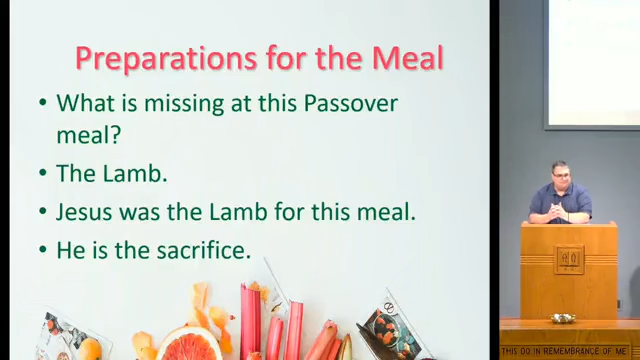 Preparations for the Meal
• What is missing at this Passover
meal?
• The Lamb.
• Jesus was the Lamb for this meal.
• He is the sacrifice.
THIS DO IN REMEMBRANCE OF ME